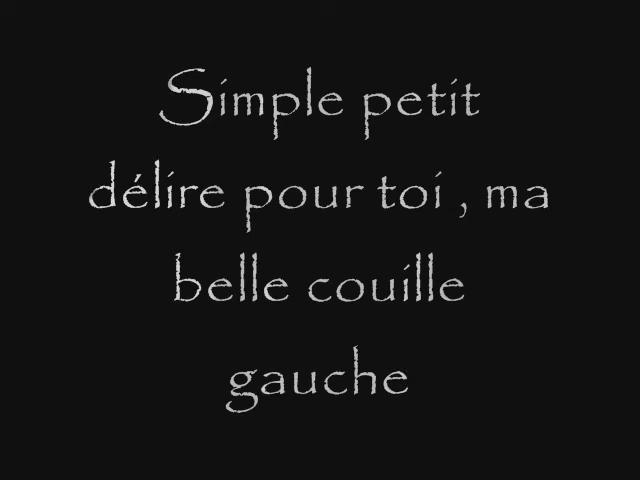 Simple petit
délire pour toi , ma
belle couille
gauche